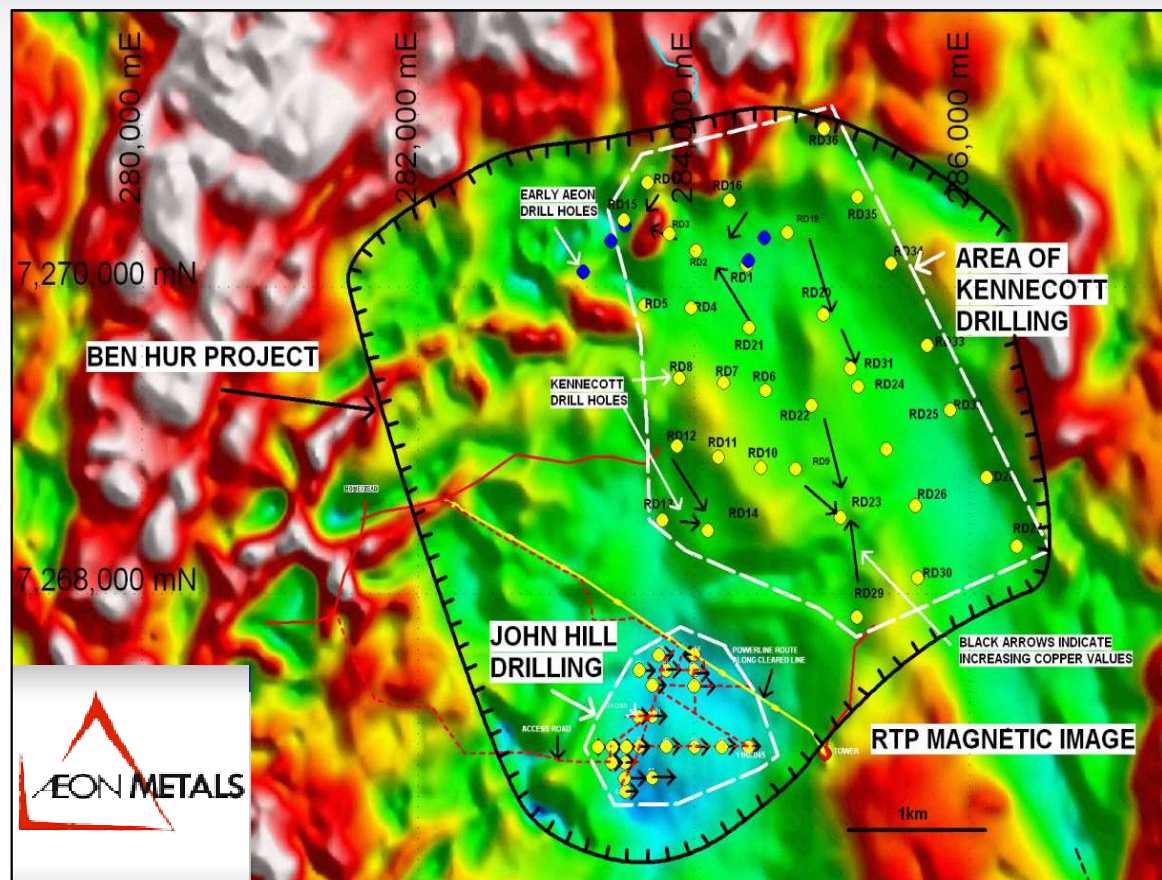 280,000 mE
282,000 mE
284,000 mE
286,000 mE
RD36
EARLY AEON
DRILL HOLES
RD15
RD16
RD3
RD19
RD35
RD2
RD34
7,270,000 mN
RD1
AREA OF
KENNECOTT
DRILLING
RD5
RD4
RD20
RD21
RD33
BEN HUR PROJECT
RD8
RD7
RD6
RD31
RD24
KENNECOTT
DRILL HOLES
RD22
RD25
RD12
RD11
RD10
RD9
RD13
RD14
RD23
RD26
7,268,000 mN
RD30
RD29
JOHN HILL
DRILLING
POWERLINE ROUTE
ALONG CLEARED LINE
BLACK ARROWS INDICATE
INCREASING COPPER VALUES
ACCESS ROAD
TOWER
RTP MAGNETIC IMAGE
1km
ÆON METALS